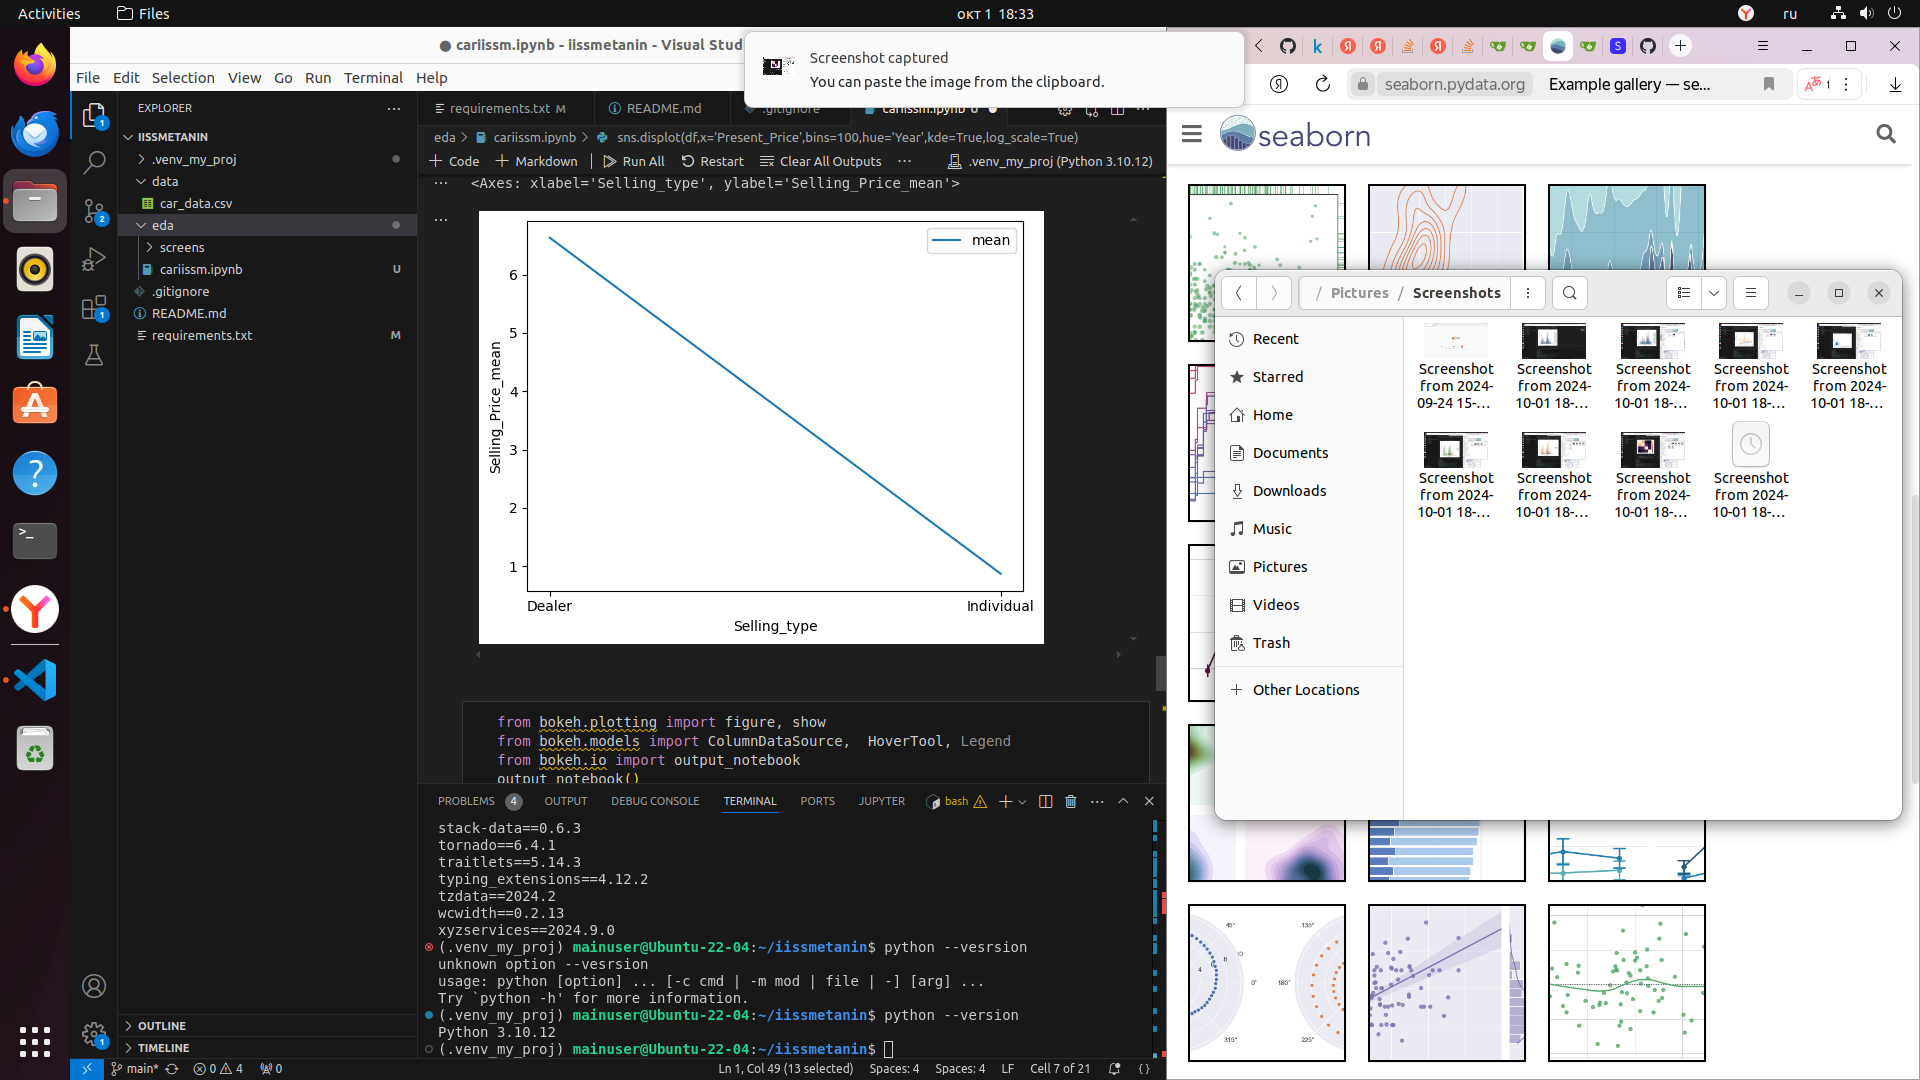 Activities
Files
окт 1 18:33
ru
cariissm.ipynb - iissmetanin - Visual Stud
Screenshot captured
You can paste the image from the clipboard.
File Edit Selection View Go Run Terminal Help
seaborn.pydata.org
Example gallery — se...
EXPLORER
IISSMETANIN
.venv_my_proj
data
car_data.csv
eda
screens
cariissm.ipynb U
.gitignore
README.md
requirements.txt M
OUTLINE
TIMELINE
requirements.txt M
README.md
.gitignore
cariissm.ipynb U
eda > cariissm.ipynb > sns.displot(df,x='Present_Price',bins=100,hue='Year',kde=True,log_scale=True)
+ Code + Markdown Run All Restart Clear All Outputs ... .venv_my_proj (Python 3.10.12)
<Axes: xlabel='Selling_type', ylabel='Selling_Price_mean'>
mean
6
5
4
3
2
1
Selling_Price_mean
Dealer
Individual
Selling_type
from bokeh.plotting import figure, show
from bokeh.models import ColumnDataSource,  HoverTool, Legend
from bokeh.io import output_notebook
output_notebook()
PROBLEMS 4 OUTPUT DEBUG CONSOLE TERMINAL PORTS JUPYTER bash
stack-data==0.6.3
tornado==6.4.1
traitlets==5.14.3
typing_extensions==4.12.2
tzdata==2024.2
wcwidth==0.2.13
xyzservices==2024.9.0
(.venv_my_proj) mainuser@Ubuntu-22-04:~/iissmetanin$ python --vesrsion
unknown option --vesrsion
usage: python [option] ... [-c cmd | -m mod | file | -] [arg] ...
Try `python -h' for more information.
(.venv_my_proj) mainuser@Ubuntu-22-04:~/iissmetanin$ python --version
Python 3.10.12
(.venv_my_proj) mainuser@Ubuntu-22-04:~/iissmetanin$
main* 0 4 0
Ln 1, Col 49 (13 selected) Spaces: 4 Spaces: 4 LF Cell 7 of 21
seaborn
/ Pictures / Screenshots
Recent
Starred
Home
Documents
Downloads
Music
Pictures
Videos
Trash
Other Locations
Screenshot from 2024-09-24 15-...
Screenshot from 2024-10-01 18-...
Screenshot from 2024-10-01 18-...
Screenshot from 2024-10-01 18-...
Screenshot from 2024-10-01 18-...
Screenshot from 2024-10-01 18-...
Screenshot from 2024-10-01 18-...
Screenshot from 2024-10-01 18-...
Screenshot from 2024-10-01 18-...
45°
135°
0°
180°
315°
225°